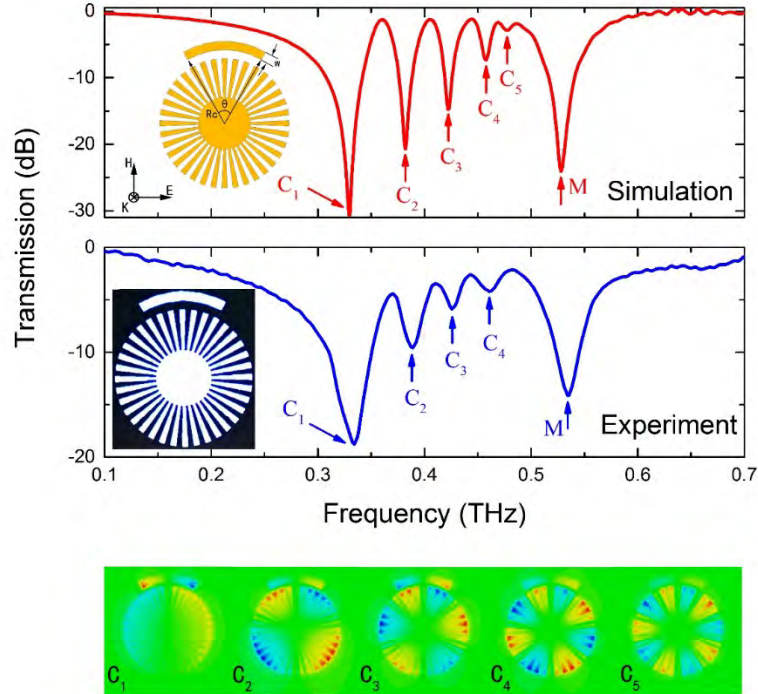 0
-10
-20
-30
Transmission (dB)
W
θ
Rc
H
E
K
C1
C2
C3
C4
C5
M
Simulation
0
-10
-20
C1
C2
C3
C4
M
Experiment
0.1
0.2
0.3
0.4
0.5
0.6
0.7
Frequency (THz)
C1
C2
C3
C4
C5